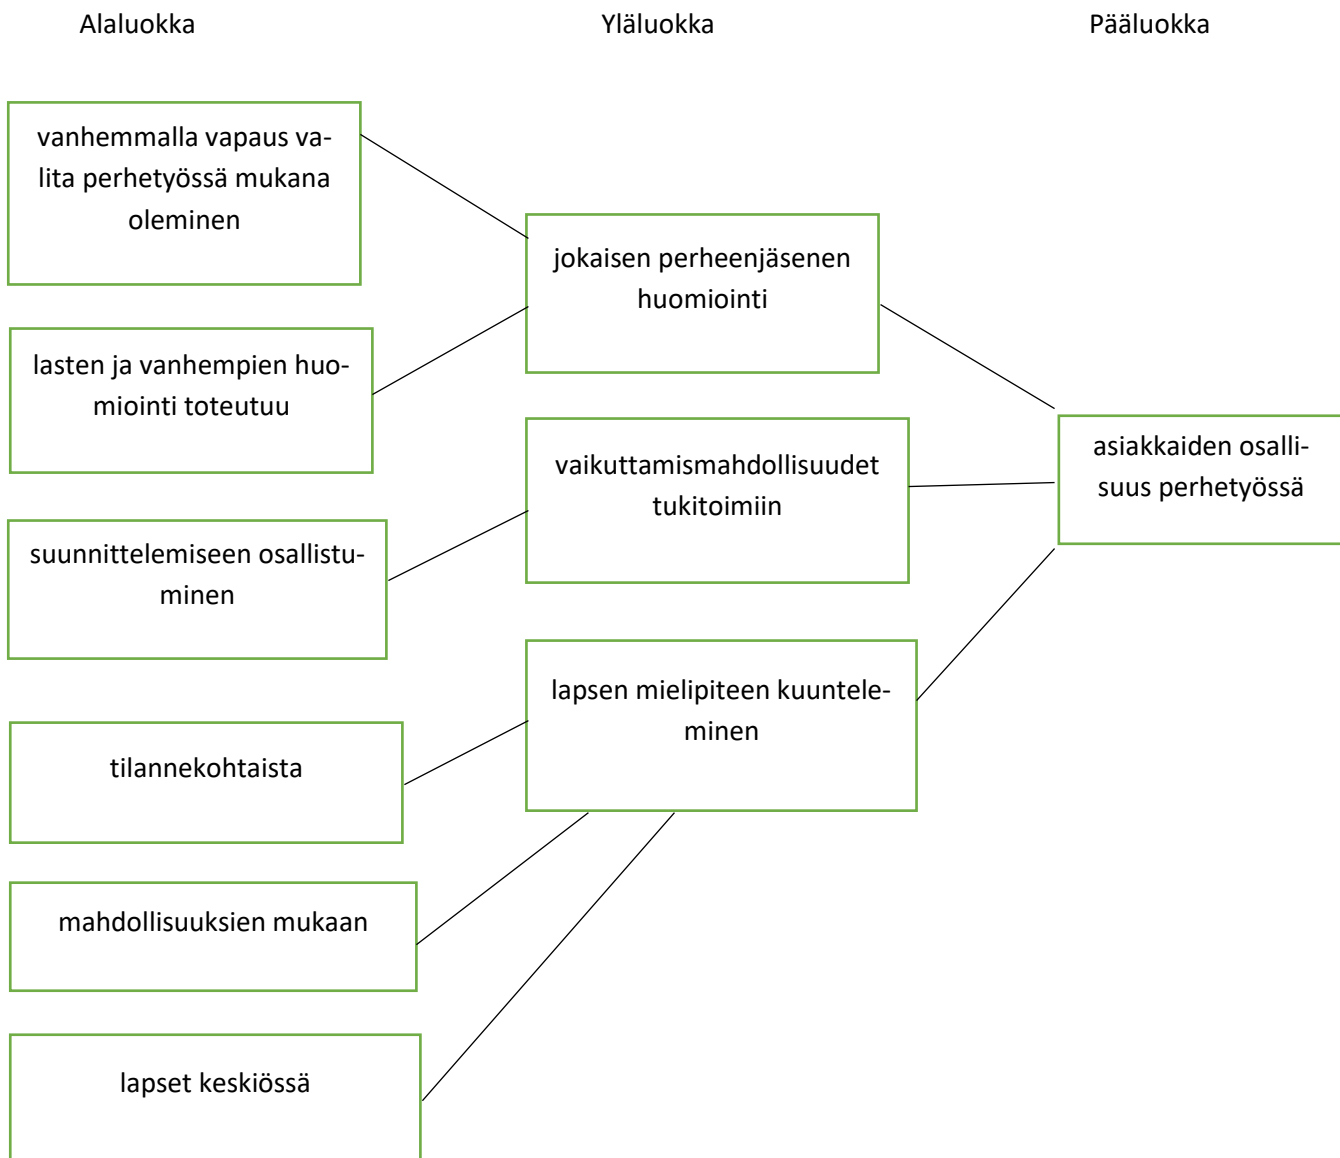 Alaluokka
Yläluokka
Pääluokka
vanhemmalla vapaus va-
lita perhetyössä mukana
oleminen
lasten ja vanhempien huo-
miointi toteutuu
suunnittelemiseen osallistu-
minen
tilannekohtaista
mahdollisuuksien mukaan
lapset keskiössä
jokaisen perheenjäsenen
huomiointi
vaikuttamismahdollisuudet
tukitoimiin
lapsen mielipiteen kuuntele-
minen
asiakkaiden osalli-
suus perhetyössä